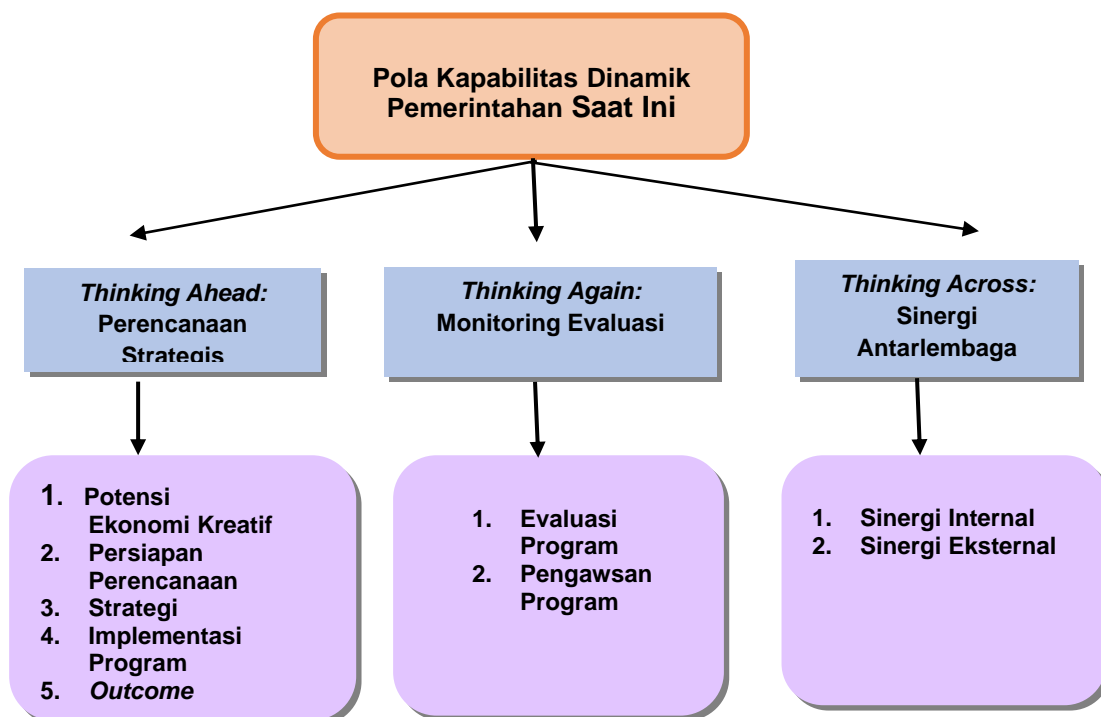 Pola Kapabilitas Dinamik
Pemerintahan Saat Ini
Thinking Ahead:
Perencanaan
Strategis
Thinking Again:
Monitoring Evaluasi
Thinking Across:
Sinergi
Antarlembaga
1. Potensi
Ekonomi Kreatif
2. Persiapan
Perencanaan
3. Strategi
4. Implementasi
Program
5. Outcome
1. Evaluasi
Program
2. Pengawsan
Program
1. Sinergi Internal
2. Sinergi Eksternal